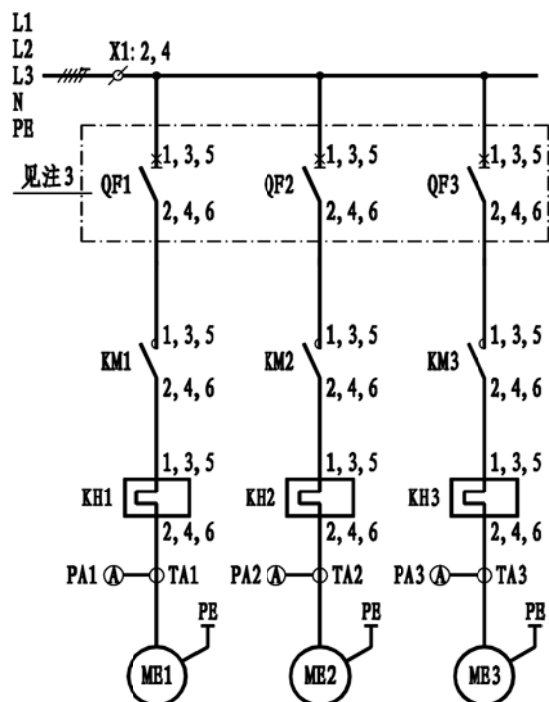 L1
L2
L3
N
PE
X1: 2, 4
见注3
QF1
1, 3, 5
2, 4, 6
QF2
1, 3, 5
2, 4, 6
QF3
1, 3, 5
2, 4, 6
KM1
1, 3, 5
2, 4, 6
KM2
1, 3, 5
2, 4, 6
KM3
1, 3, 5
2, 4, 6
KH1
1, 3, 5
2, 4, 6
KH2
1, 3, 5
2, 4, 6
KH3
1, 3, 5
2, 4, 6
PA1 A TA1
PA2 A TA2
PA3 A TA3
PE
PE
PE
ME1
ME2
ME3